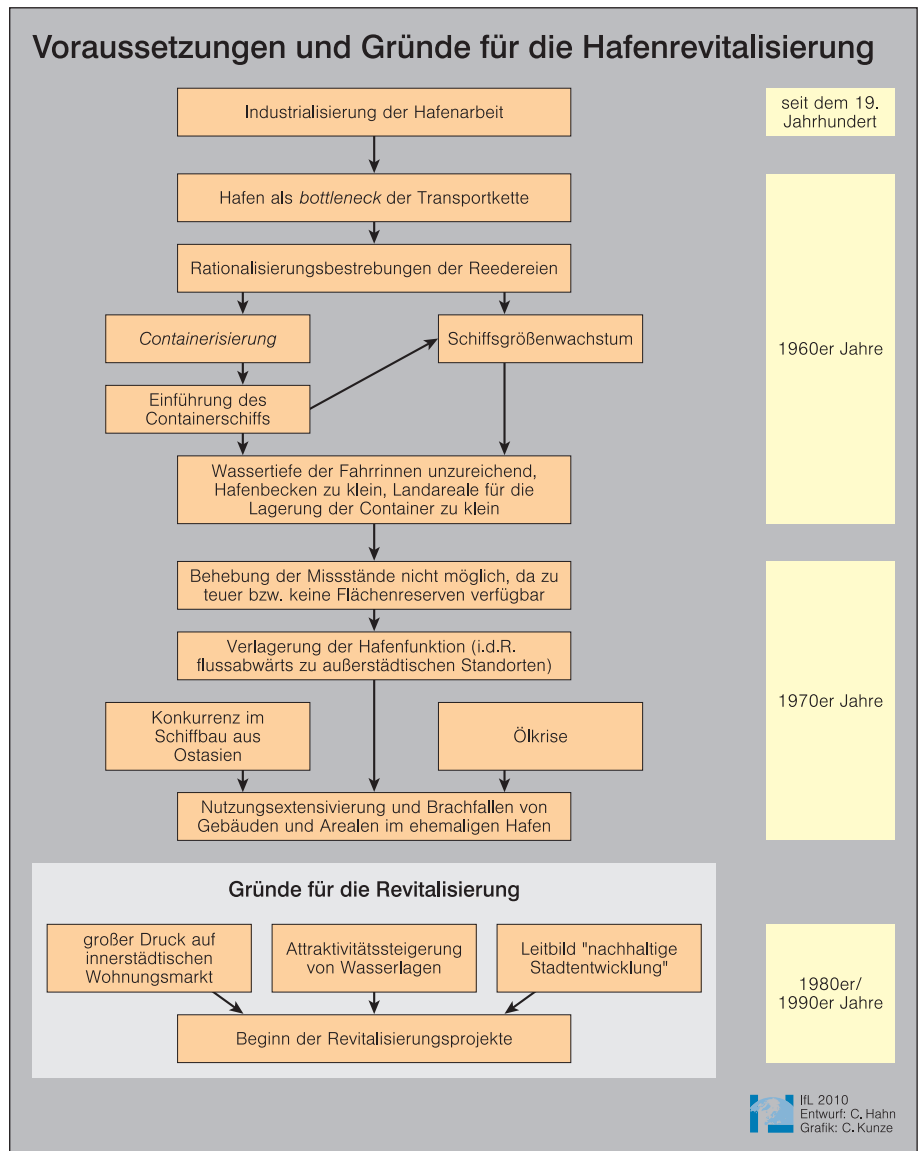 Voraussetzungen und Gründe für die Hafenrevitalisierung
Industrialisierung der Hafenarbeit
seit dem 19.
Jahrhundert
Hafen als bottleneck der Transportkette
Rationalisierungsbestrebungen der Reedereien
Containerisierung
Schiffsgrößenwachstum
1960er Jahre
Einführung des
Containerschiffs
Wassertiefe der Fahrrinnen unzureichend,
Hafenbecken zu klein, Landareale für die
Lagerung der Container zu klein
Behebung der Missstände nicht möglich, da zu
teuer bzw. keine Flächenreserven verfügbar
Verlagerung der Hafenfunktion (i.d.R.
flussabwärts zu außerstädtischen Standorten)
1970er Jahre
Konkurrenz im
Schiffbau aus
Ostasien
Ölkrise
Nutzungsextensivierung und Brachfallen von
Gebäuden und Arealen im ehemaligen Hafen
Gründe für die Revitalisierung
großer Druck auf
innerstädtischen
Wohnungsmarkt
Attraktivitätssteigerung
von Wasserlagen
Leitbild "nachhaltige
Stadtentwicklung"
1980er/
1990er Jahre
Beginn der Revitalisierungsprojekte
IfL 2010
Entwurf: C. Hahn
Grafik: C. Kunze